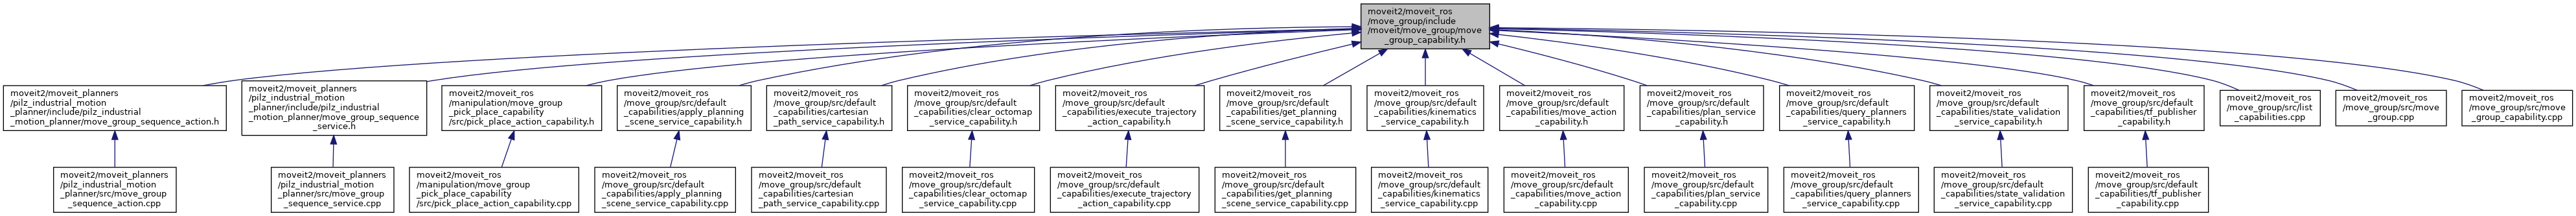 moveit2/moveit_ros
/move_group/include
/moveit/move_group/move
_group_capability.h
moveit2/moveit_planners
/pilz_industrial_motion
_planner/include/pilz_industrial
_motion_planner/move_group_sequence_action.h
moveit2/moveit_planners
/pilz_industrial_motion
_planner/include/pilz_industrial
_motion_planner/move_group_sequence
_service.h
moveit2/moveit_ros
/manipulation/move_group
_pick_place_capability
/src/pick_place_action_capability.h
moveit2/moveit_ros
/move_group/src/default
_capabilities/apply_planning
_scene_service_capability.h
moveit2/moveit_ros
/move_group/src/default
_capabilities/cartesian
_path_service_capability.h
moveit2/moveit_ros
/move_group/src/default
_capabilities/clear_octomap
_service_capability.h
moveit2/moveit_ros
/move_group/src/default
_capabilities/execute_trajectory
_action_capability.h
moveit2/moveit_ros
/move_group/src/default
_capabilities/get_planning
_scene_service_capability.h
moveit2/moveit_ros
/move_group/src/default
_capabilities/kinematics
_service_capability.h
moveit2/moveit_ros
/move_group/src/default
_capabilities/move_action
_capability.h
moveit2/moveit_ros
/move_group/src/default
_capabilities/plan_service
_capability.h
moveit2/moveit_ros
/move_group/src/default
_capabilities/query_planners
_service_capability.h
moveit2/moveit_ros
/move_group/src/default
_capabilities/state_validation
_service_capability.h
moveit2/moveit_ros
/move_group/src/default
_capabilities/tf_publisher
_capability.h
moveit2/moveit_ros
/move_group/src/list
_capabilities.cpp
moveit2/moveit_ros
/move_group/src/move
_group.cpp
moveit2/moveit_ros
/move_group/src/move
_group_capability.cpp
moveit2/moveit_planners
/pilz_industrial_motion
_planner/src/move_group
_sequence_action.cpp
moveit2/moveit_planners
/pilz_industrial_motion
_planner/src/move_group
_sequence_service.cpp
moveit2/moveit_ros
/manipulation/move_group
_pick_place_capability
/src/pick_place_action_capability.cpp
moveit2/moveit_ros
/move_group/src/default
_capabilities/apply_planning
_scene_service_capability.cpp
moveit2/moveit_ros
/move_group/src/default
_capabilities/cartesian
_path_service_capability.cpp
moveit2/moveit_ros
/move_group/src/default
_capabilities/clear_octomap
_service_capability.cpp
moveit2/moveit_ros
/move_group/src/default
_capabilities/execute_trajectory
_action_capability.cpp
moveit2/moveit_ros
/move_group/src/default
_capabilities/get_planning
_scene_service_capability.cpp
moveit2/moveit_ros
/move_group/src/default
_capabilities/kinematics
_service_capability.cpp
moveit2/moveit_ros
/move_group/src/default
_capabilities/move_action
_capability.cpp
moveit2/moveit_ros
/move_group/src/default
_capabilities/plan_service
_capability.cpp
moveit2/moveit_ros
/move_group/src/default
_capabilities/query_planners
_service_capability.cpp
moveit2/moveit_ros
/move_group/src/default
_capabilities/state_validation
_service_capability.cpp
moveit2/moveit_ros
/move_group/src/default
_capabilities/tf_publisher
_capability.cpp